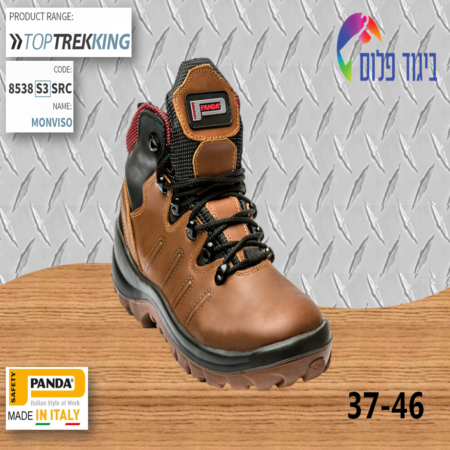 PRODUCT RANGE:
TOPTREKKING
CODE:
8538 S3 SRC
NAME:
MONVISO
ביגוד פלוס
PANDA
SAFETY
PANDA
Italian Style at Work
MADE IN ITALY
37-46